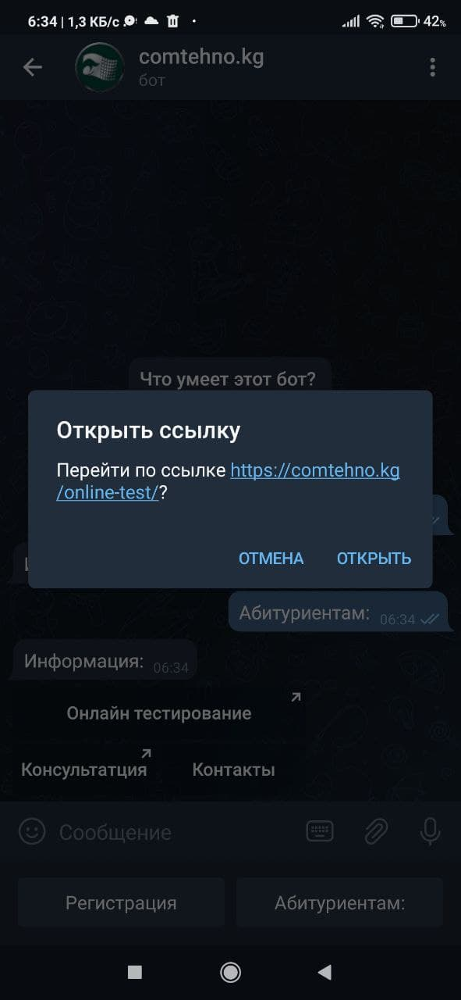 6:34 | 1,3 КБ/с
42%
comtehno.kg
бот
Что умеет этот бот?
Открыть ссылку
Перейти по ссылке https://comtehno.kg
/online-test/?
ОТМЕНА ОТКРЫТЬ
Абитуриентам: 06:34
Информация: 06:34
Онлайн тестирование
Консультатция Контакты
Сообщение
Регистрация Абитуриентам: